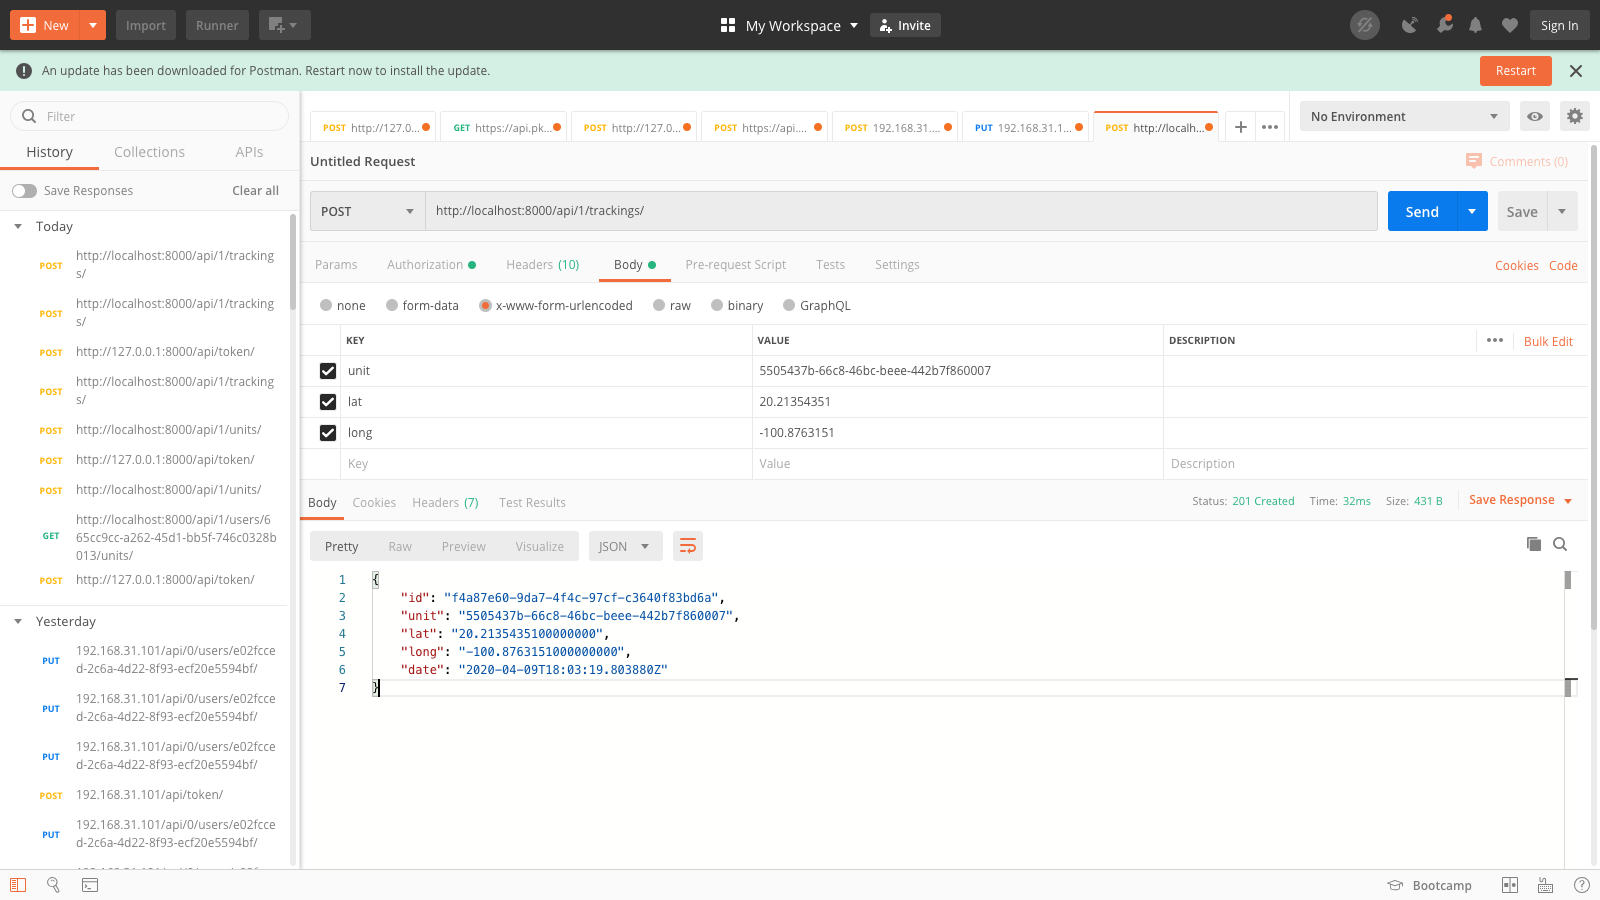 New
Import
Runner
My Workspace
Invite
Sign In
An update has been downloaded for Postman. Restart now to install the update.
Restart
Filter
History
Collections
APIs
Save Responses
Clear all
Today
POST http://localhost:8000/api/1/tracking
s/
POST http://localhost:8000/api/1/tracking
s/
POST http://127.0.0.1:8000/api/token/
POST http://localhost:8000/api/1/tracking
s/
POST http://localhost:8000/api/1/units/
POST http://127.0.0.1:8000/api/token/
POST http://localhost:8000/api/1/units/
GET http://localhost:8000/api/1/users/6
65cc9cc-a262-45d1-bb5f-746c0328b
013/units/
POST http://127.0.0.1:8000/api/token/
Yesterday
PUT 192.168.31.101/api/0/users/e02fcce
d-2c6a-4d22-8f93-ecf20e5594bf/
PUT 192.168.31.101/api/0/users/e02fcce
d-2c6a-4d22-8f93-ecf20e5594bf/
PUT 192.168.31.101/api/0/users/e02fcce
d-2c6a-4d22-8f93-ecf20e5594bf/
POST 192.168.31.101/api/token/
PUT 192.168.31.101/api/0/users/e02fcce
d-2c6a-4d22-8f93-ecf20e5594bf/
POST http://127.0...
GET https://api.pk...
POST http://127.0...
POST https://api....
POST 192.168.31....
PUT 192.168.31.1...
POST http://localh...
No Environment
Untitled Request
Comments (0)
POST
http://localhost:8000/api/1/trackings/
Send
Save
Params
Authorization
Headers (10)
Body
Pre-request Script
Tests
Settings
Cookies
Code
none
form-data
x-www-form-urlencoded
raw
binary
GraphQL
KEY VALUE DESCRIPTION
Bulk Edit
unit 5505437b-66c8-46bc-beee-442b7f860007
lat 20.21354351
long -100.8763151
Key Value Description
Body
Cookies
Headers (7)
Test Results
Status: 201 Created Time: 32ms Size: 431 B
Save Response
Pretty
Raw
Preview
Visualize
JSON
1 {
2 "id": "f4a87e60-9da7-4f4c-97cf-c3640f83bd6a",
3 "unit": "5505437b-66c8-46bc-beee-442b7f860007",
4 "lat": "20.2135435100000000",
5 "long": "-100.8763151000000000",
6 "date": "2020-04-09T18:03:19.803880Z"
7 }
Bootcamp